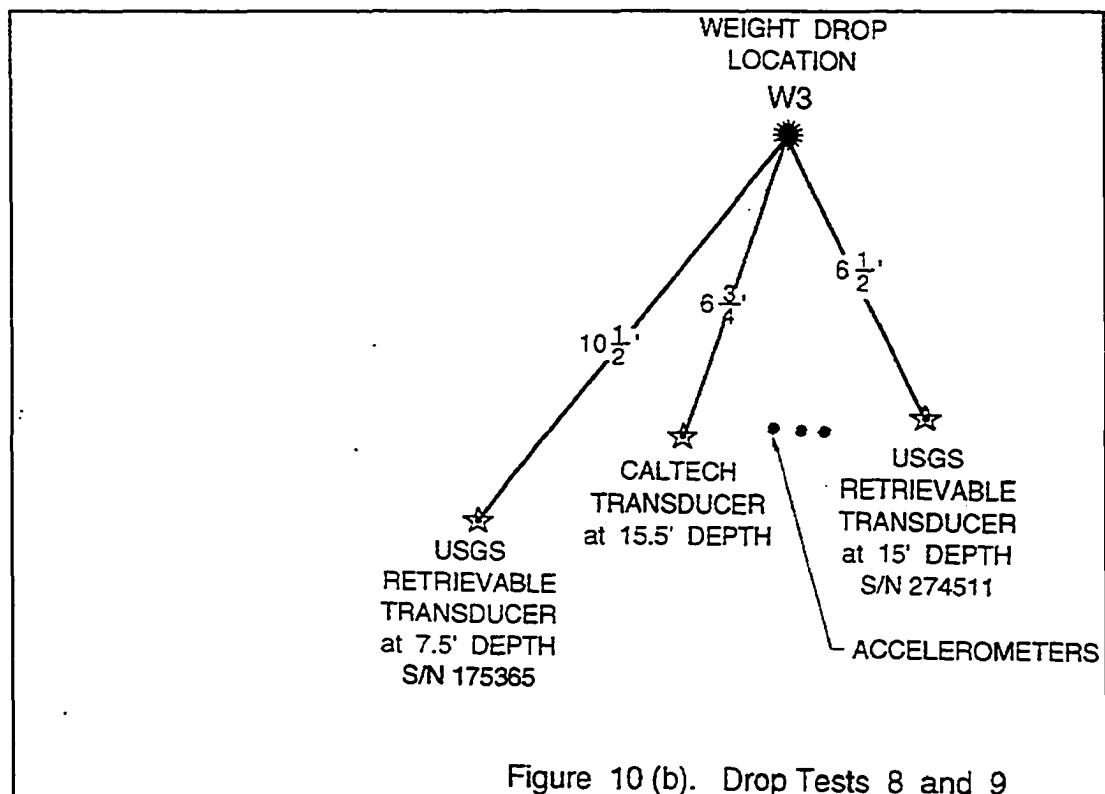 WEIGHT DROP
LOCATION
W3
6 1/2'
6 3/4'
10 1/2'
CALTECH
TRANSDUCER
at 15.5' DEPTH
USGS
RETRIEVABLE
TRANSDUCER
at 15' DEPTH
S/N 274511
USGS
RETRIEVABLE
TRANSDUCER
at 7.5' DEPTH
S/N 175365
ACCELEROMETERS
Figure 10 (b). Drop Tests 8 and 9